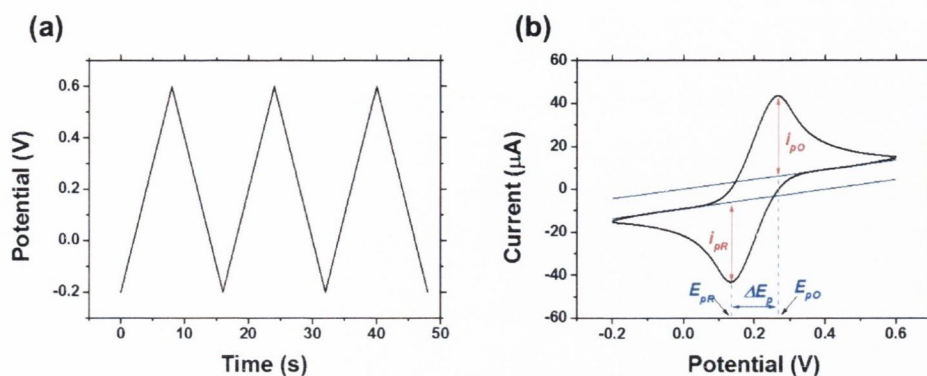 (a)
Potential (V)
0.6
0.4
0.2
0.0
-0.2
0
10
20
30
40
50
Time (s)
(b)
Current (μA)
60
40
20
0
-20
-40
-60
i_pO
i_pR
E_pR
ΔE_p
E_pO
-0.2
0.0
0.2
0.4
0.6
Potential (V)